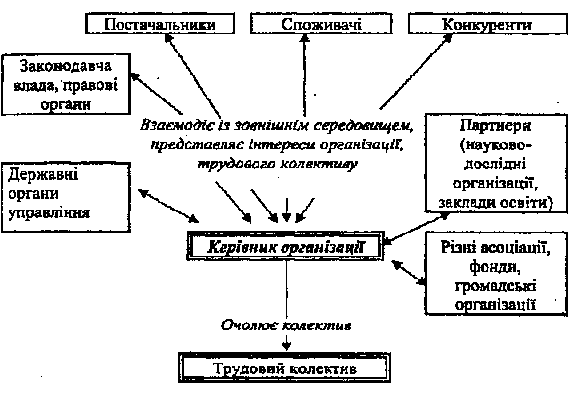 Постачальники
Споживачі
Конкуренти
Законодавча
влада, правові
органи
Взаємодіє із зовнішнім середовищем,
представляє інтереси організації,
трудового колективу
Партнери
(науково-
дослідні
організації,
заклади освіти)
Державні
органи
управління
Керівник організації
Різні асоціації,
фонди,
громадські
організації
Очолює колектив
Трудовий колектив